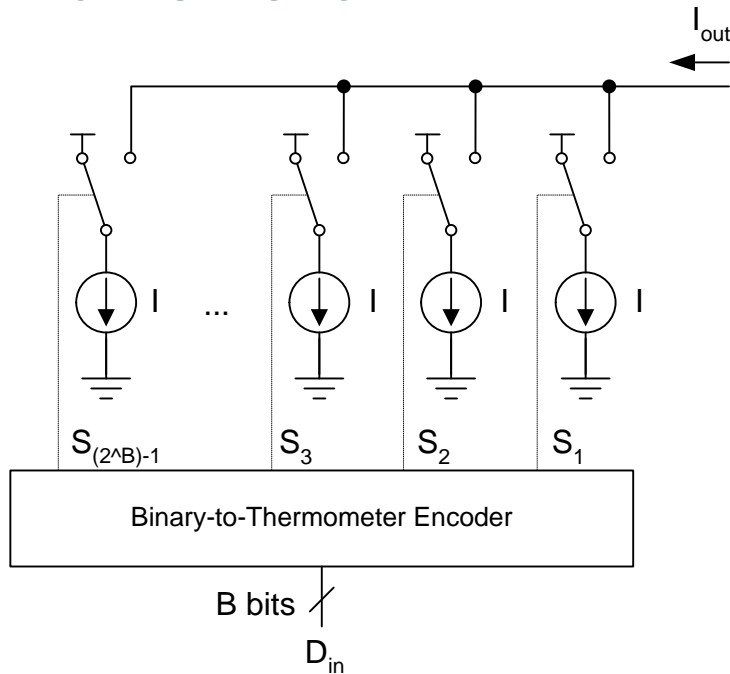 I_out
I ... I I I
S_(2^B)-1 S_3 S_2 S_1
Binary-to-Thermometer Encoder
B bits
D_in